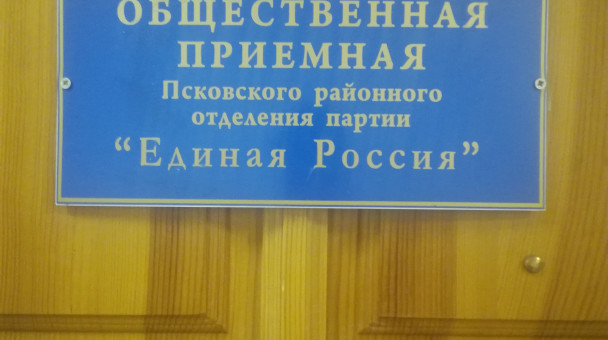 ОБЩЕСТВЕННАЯ
ПРИЕМНАЯ
Псковского районного
отделения партии
“Единая Россия”